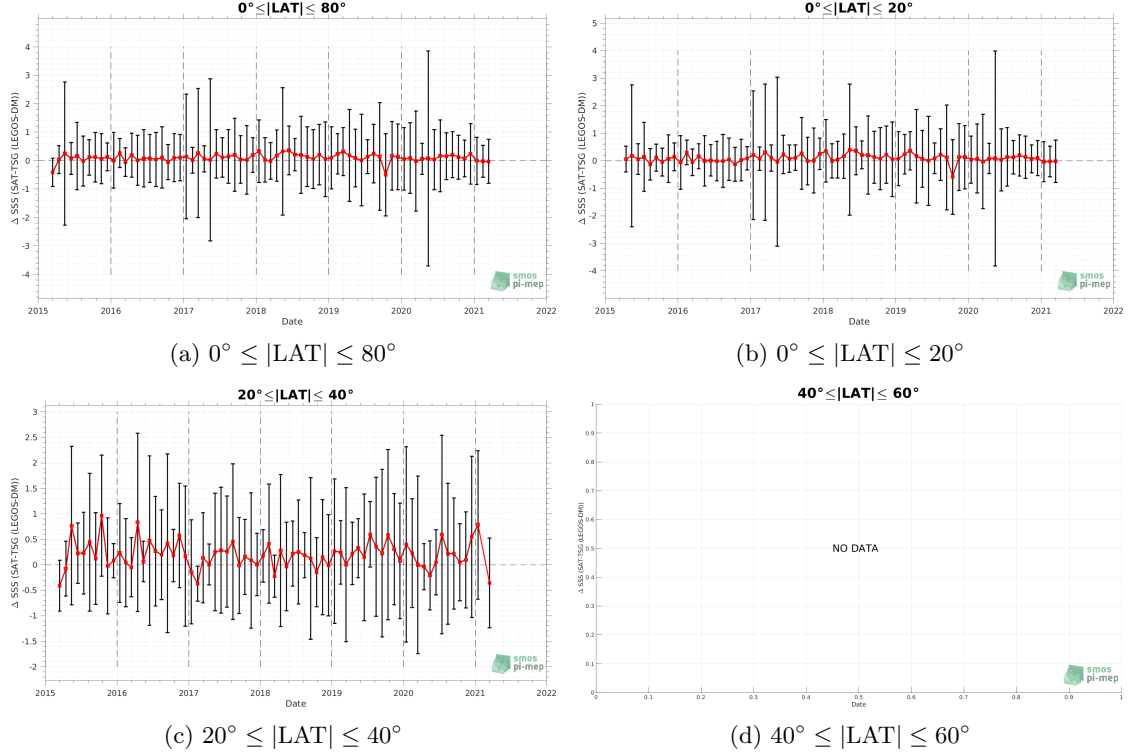 0°≤|LAT|≤ 80°
Δ SSS (SAT-TSG (LEGOS-DM))
4
3
2
1
0
-1
-2
-3
-4
2015 2016 2017 2018 2019 2020 2021 2022
Date
smos
pi-mep
(a) 0° ≤ |LAT| ≤ 80°
0°≤|LAT|≤ 20°
Δ SSS (SAT-TSG (LEGOS-DM))
5
4
3
2
1
0
-1
-2
-3
-4
2015 2016 2017 2018 2019 2020 2021 2022
Date
smos
pi-mep
(b) 0° ≤ |LAT| ≤ 20°
20°≤|LAT|≤ 40°
Δ SSS (SAT-TSG (LEGOS-DM))
3
2.5
2
1.5
1
0.5
0
-0.5
-1
-1.5
-2
2015 2016 2017 2018 2019 2020 2021 2022
Date
smos
pi-mep
(c) 20° ≤ |LAT| ≤ 40°
40°≤|LAT|≤ 60°
Δ SSS (SAT-TSG (LEGOS-DM))
1
0.9
0.8
0.7
0.6
0.5
0.4
0.3
0.2
0.1
0
NO DATA
0 0.1 0.2 0.3 0.4 0.5 0.6 0.7 0.8 0.9 1
Date
smos
pi-mep
(d) 40° ≤ |LAT| ≤ 60°